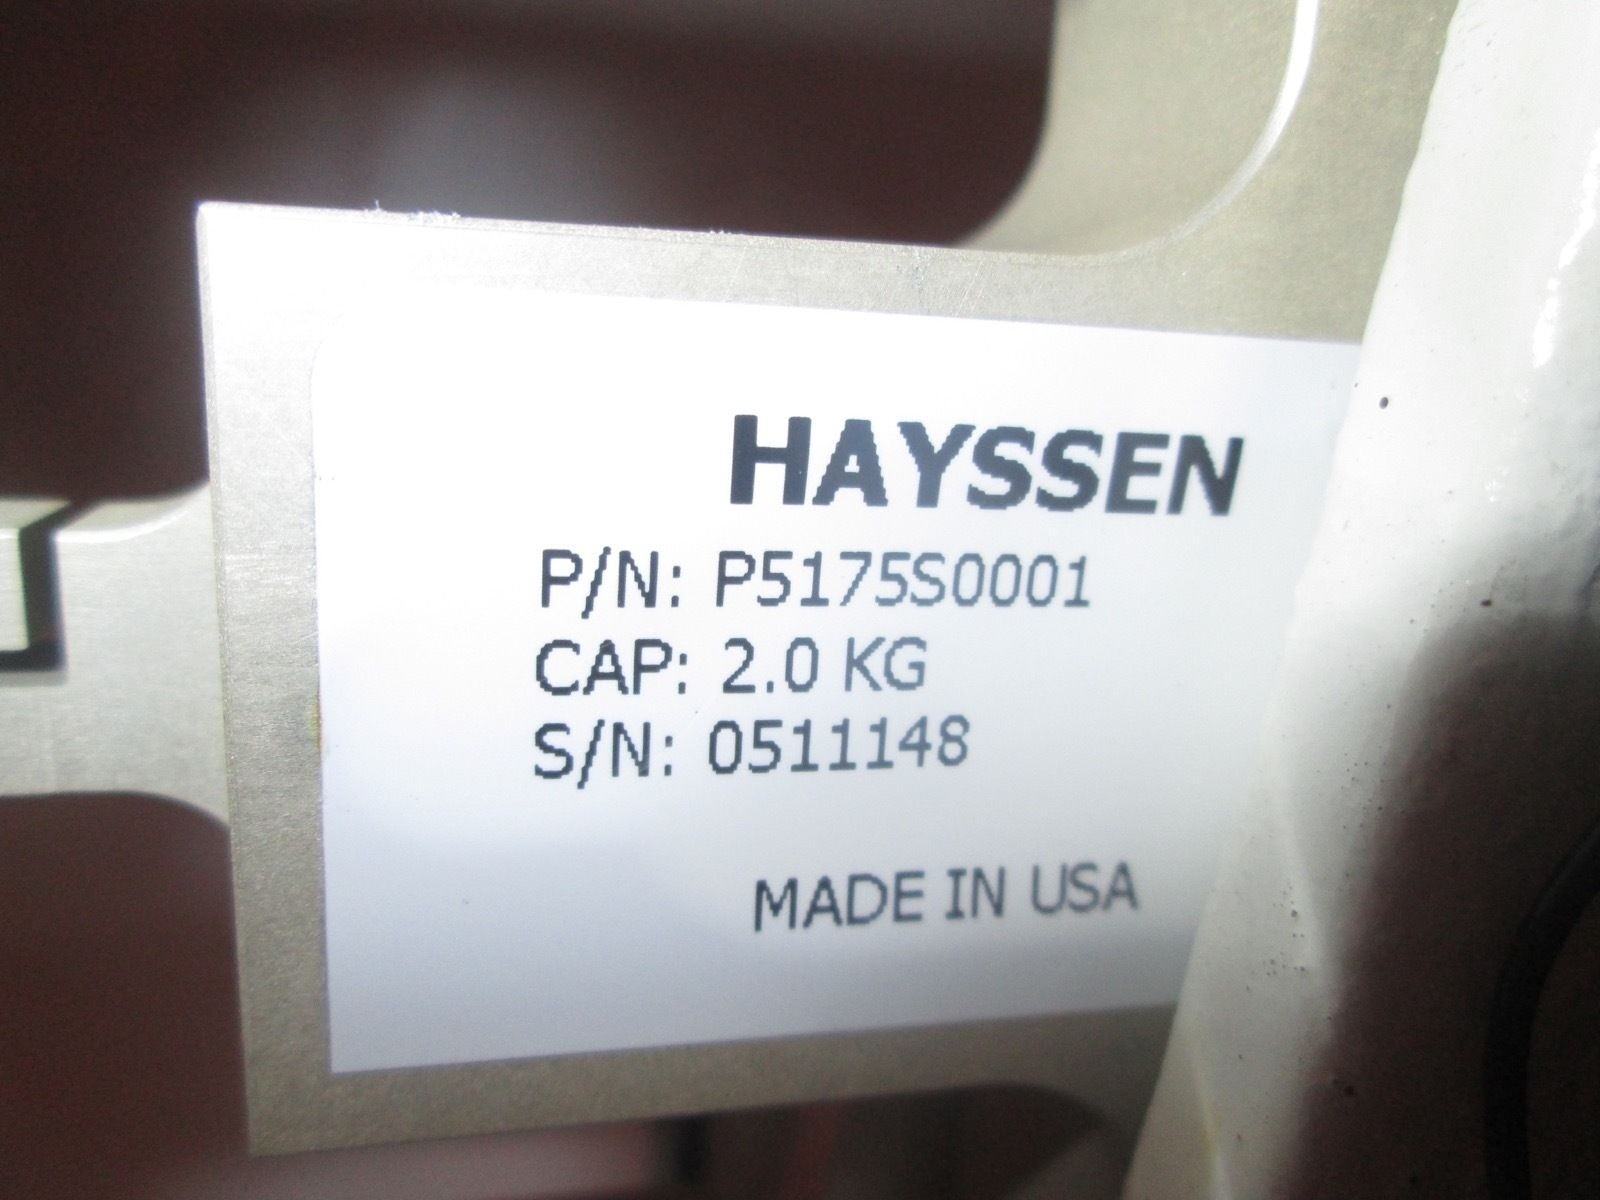 HAYSSEN
P/N: P5175S0001
CAP: 2.0 KG
S/N: 0511148
MADE IN USA